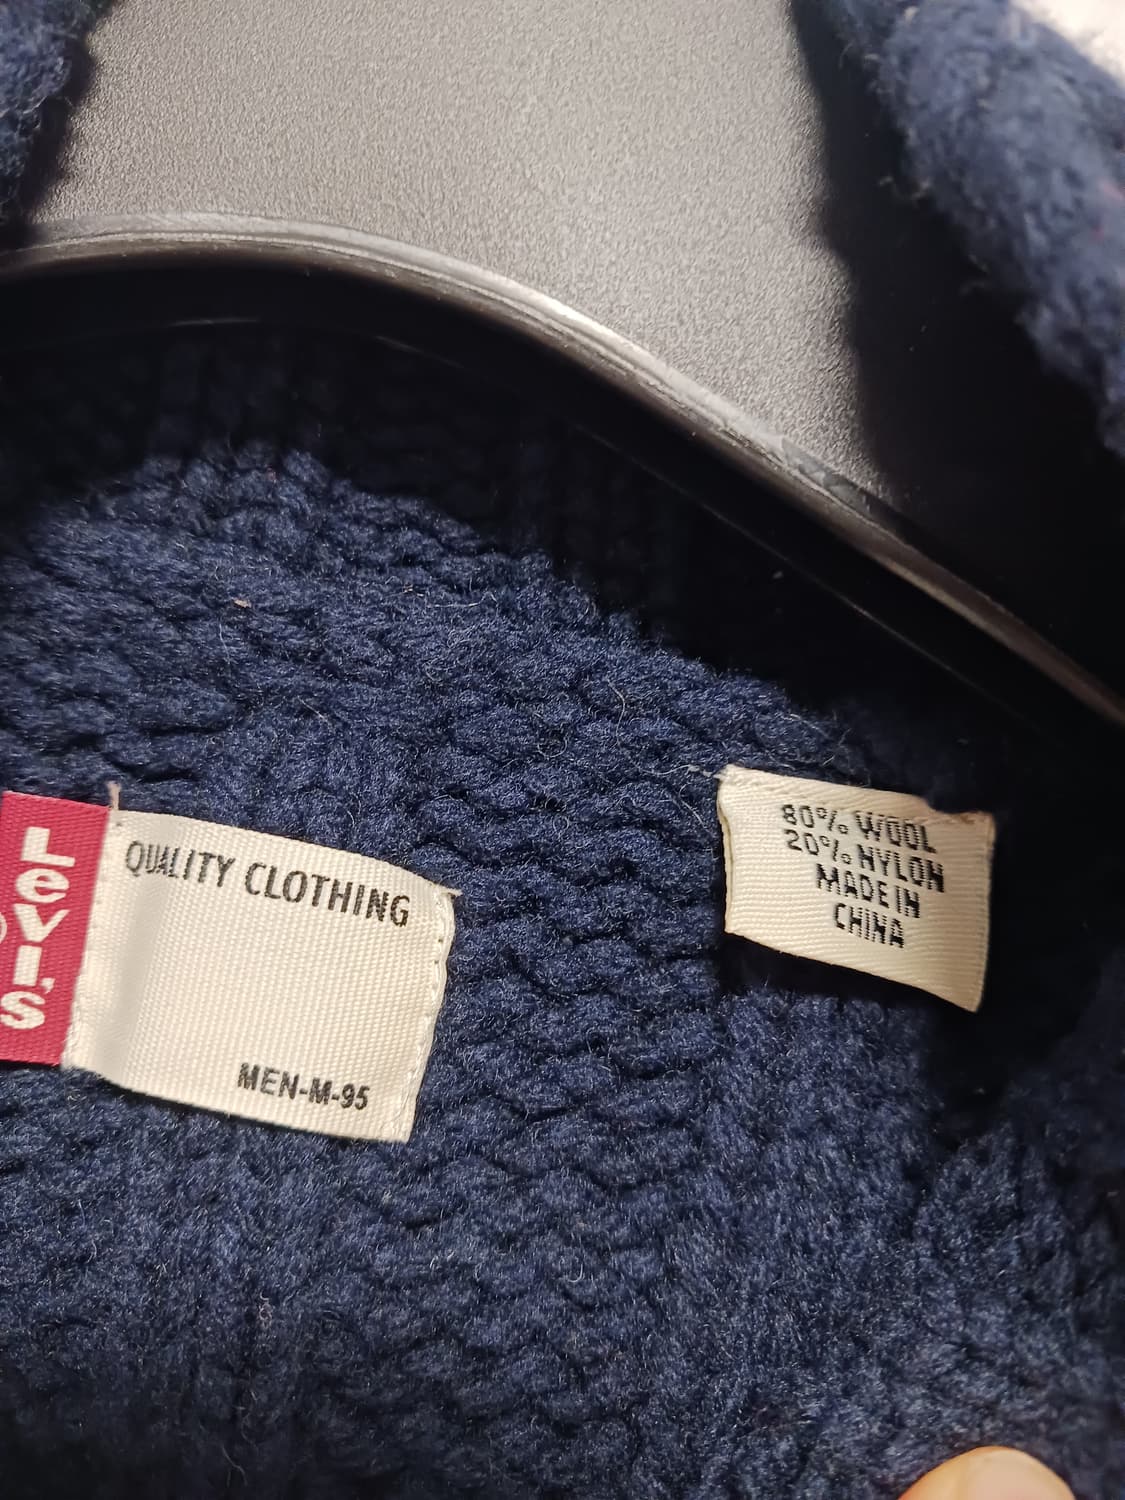 Levi's
QUALITY CLOTHING
MEN-M-95
80% WOOL
20% NYLON
MADE IN
CHINA